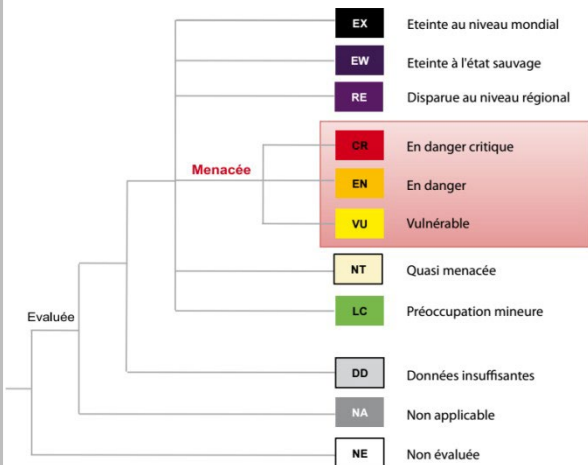 EX Eteinte au niveau mondial
EW Eteinte à l'état sauvage
RE Disparue au niveau régional
CR En danger critique
Menacée
EN En danger
VU Vulnérable
NT Quasi menacée
LC Préoccupation mineure
Evaluée
DD Données insuffisantes
NA Non applicable
NE Non évaluée